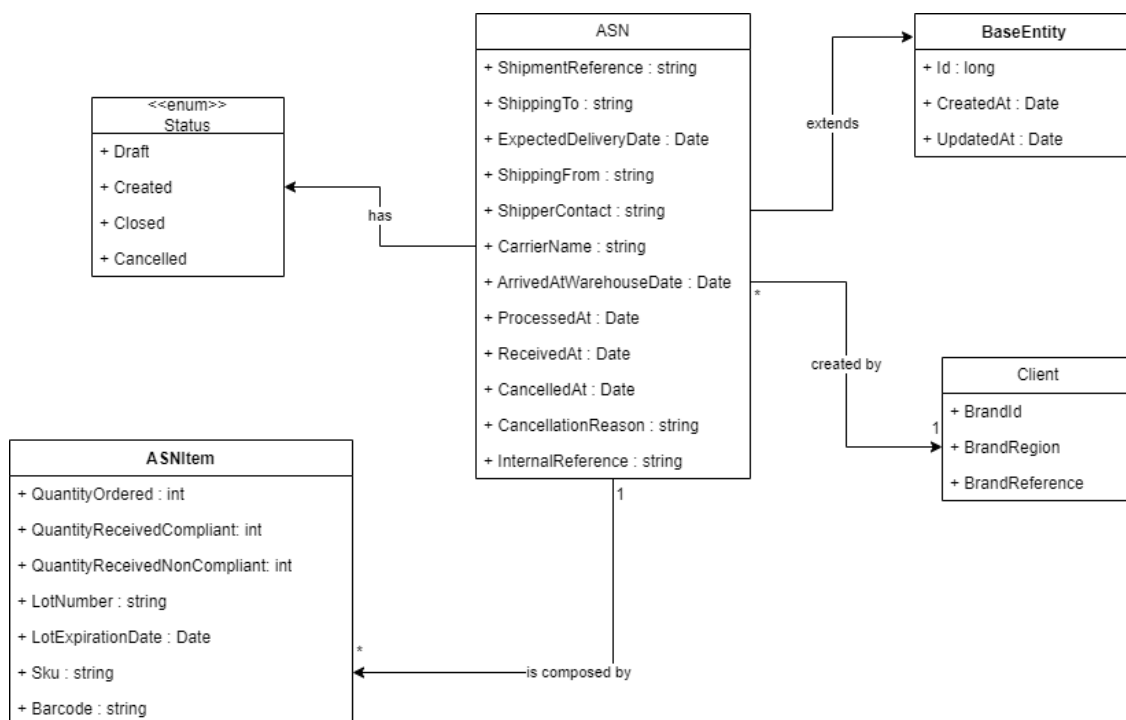 ASN
+ ShipmentReference : string
+ ShippingTo : string
+ ExpectedDeliveryDate : Date
+ ShippingFrom : string
+ ShipperContact : string
+ CarrierName : string
+ ArrivedAtWarehouseDate : Date
+ ProcessedAt : Date
+ ReceivedAt : Date
+ CancelledAt : Date
+ CancellationReason : string
+ InternalReference : string
BaseEntity
+ Id : long
+ CreatedAt : Date
+ UpdatedAt : Date
extends
<<enum>>
Status
+ Draft
+ Created
+ Closed
+ Cancelled
has
*
created by
1
Client
+ BrandId
+ BrandRegion
+ BrandReference
ASNItem
+ QuantityOrdered : int
+ QuantityReceivedCompliant: int
+ QuantityReceivedNonCompliant: int
+ LotNumber : string
+ LotExpirationDate : Date
+ Sku : string
+ Barcode : string
1
*
is composed by